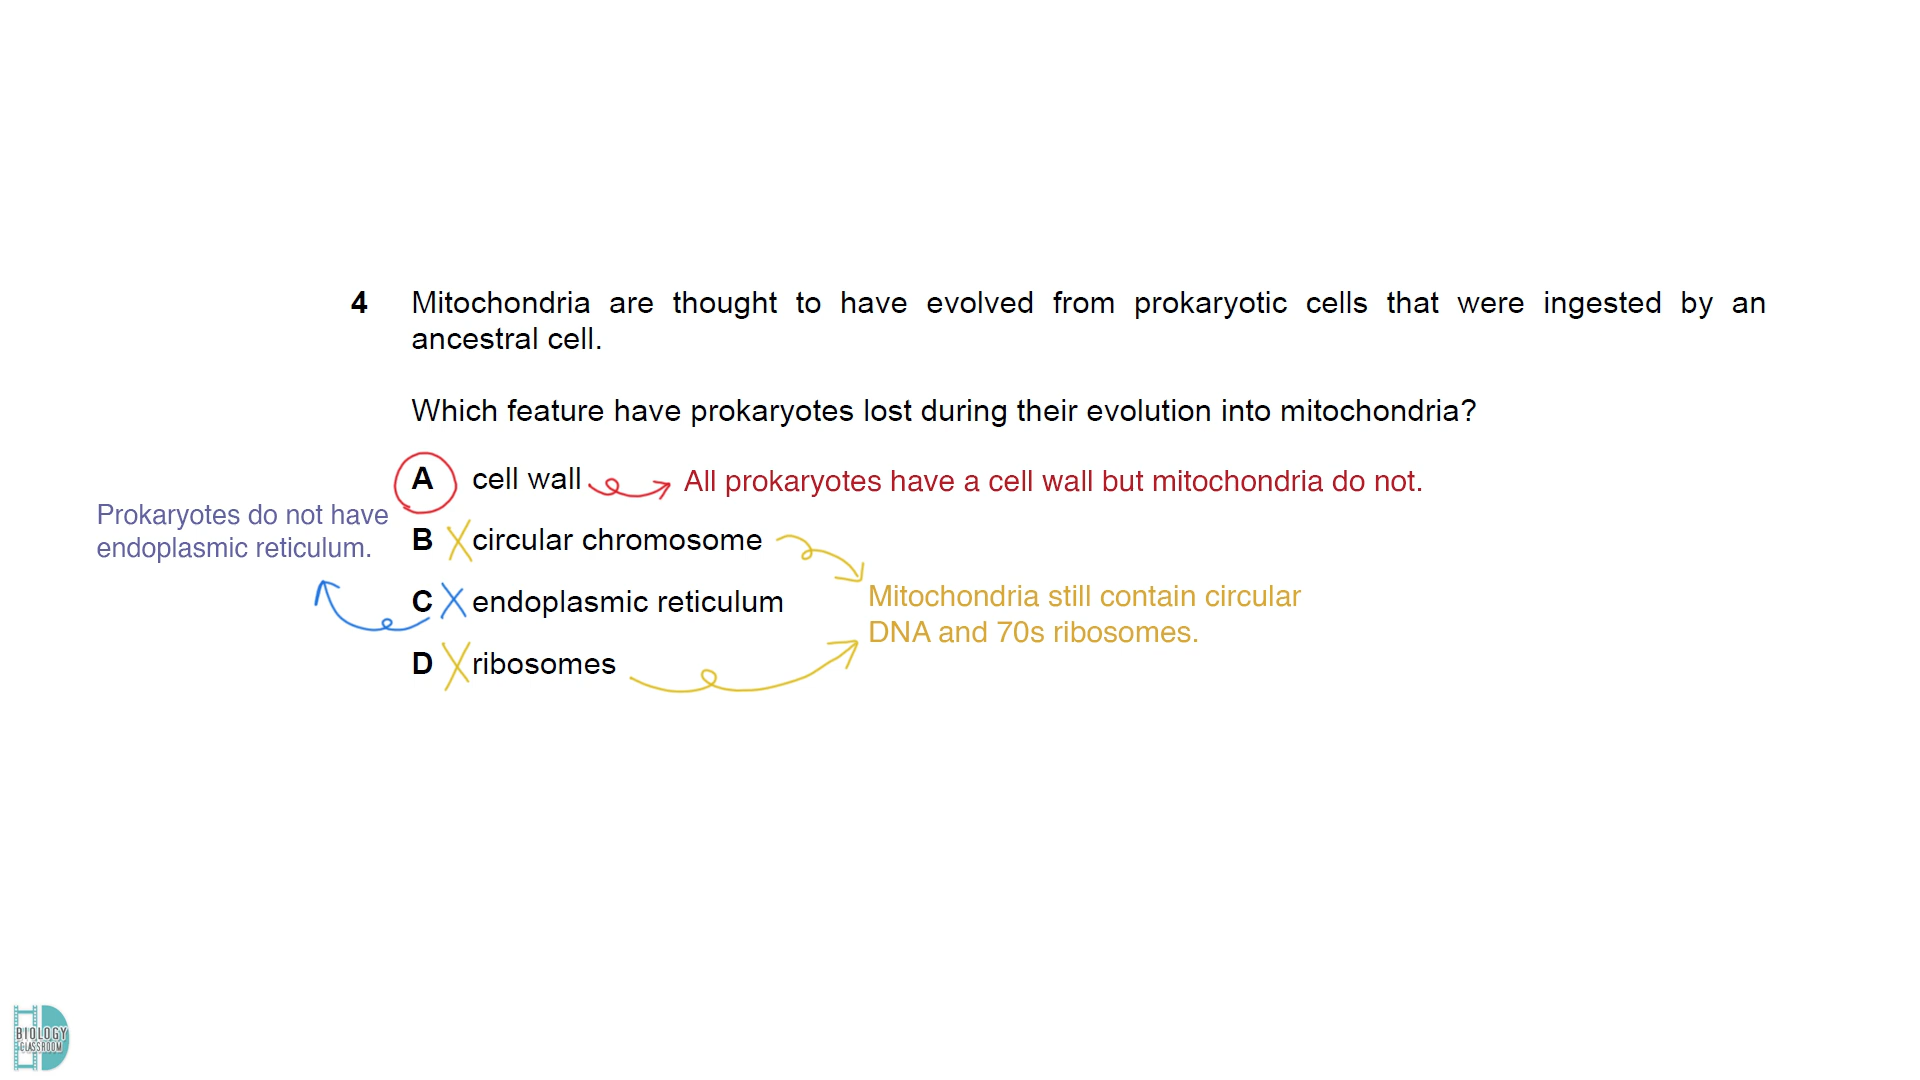 4 Mitochondria are thought to have evolved from prokaryotic cells that were ingested by an
ancestral cell.
Which feature have prokaryotes lost during their evolution into mitochondria?
A cell wall All prokaryotes have a cell wall but mitochondria do not.
Prokaryotes do not have
endoplasmic reticulum.
B circular chromosome
C endoplasmic reticulum
Mitochondria still contain circular
DNA and 70s ribosomes.
D ribosomes
BIOLOGY
CLASSROOM